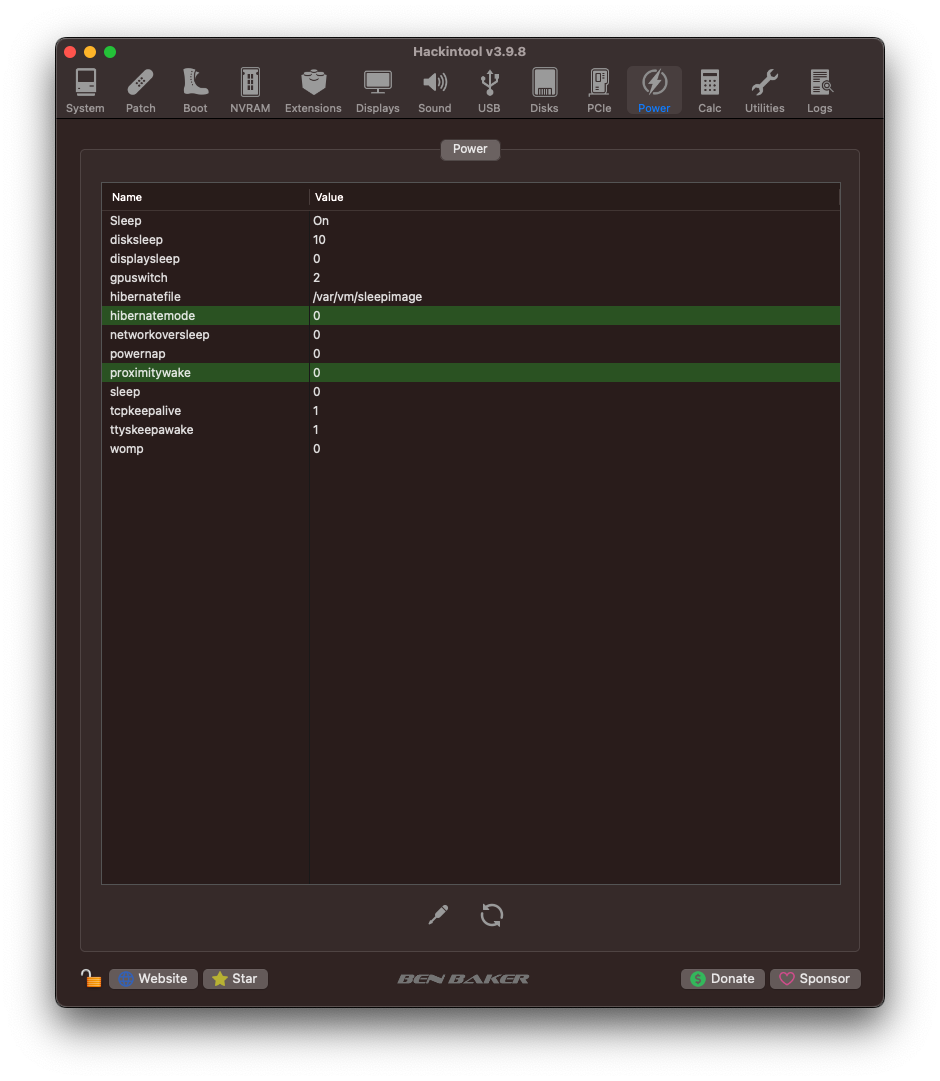 Hackintool v3.9.8
System Patch Boot NVRAM Extensions Displays Sound USB Disks PCIe Power Calc Utilities Logs
Power
Name Value
Sleep On
disksleep 10
displaysleep 0
gpuswitch 2
hibernatefile /var/vm/sleepimage
hibernatemode 0
networkoversleep 0
powernap 0
proximitywake 0
sleep 0
tcpkeepalive 1
ttyskeepawake 1
womp 0
Website Star BEN BAKER Donate Sponsor